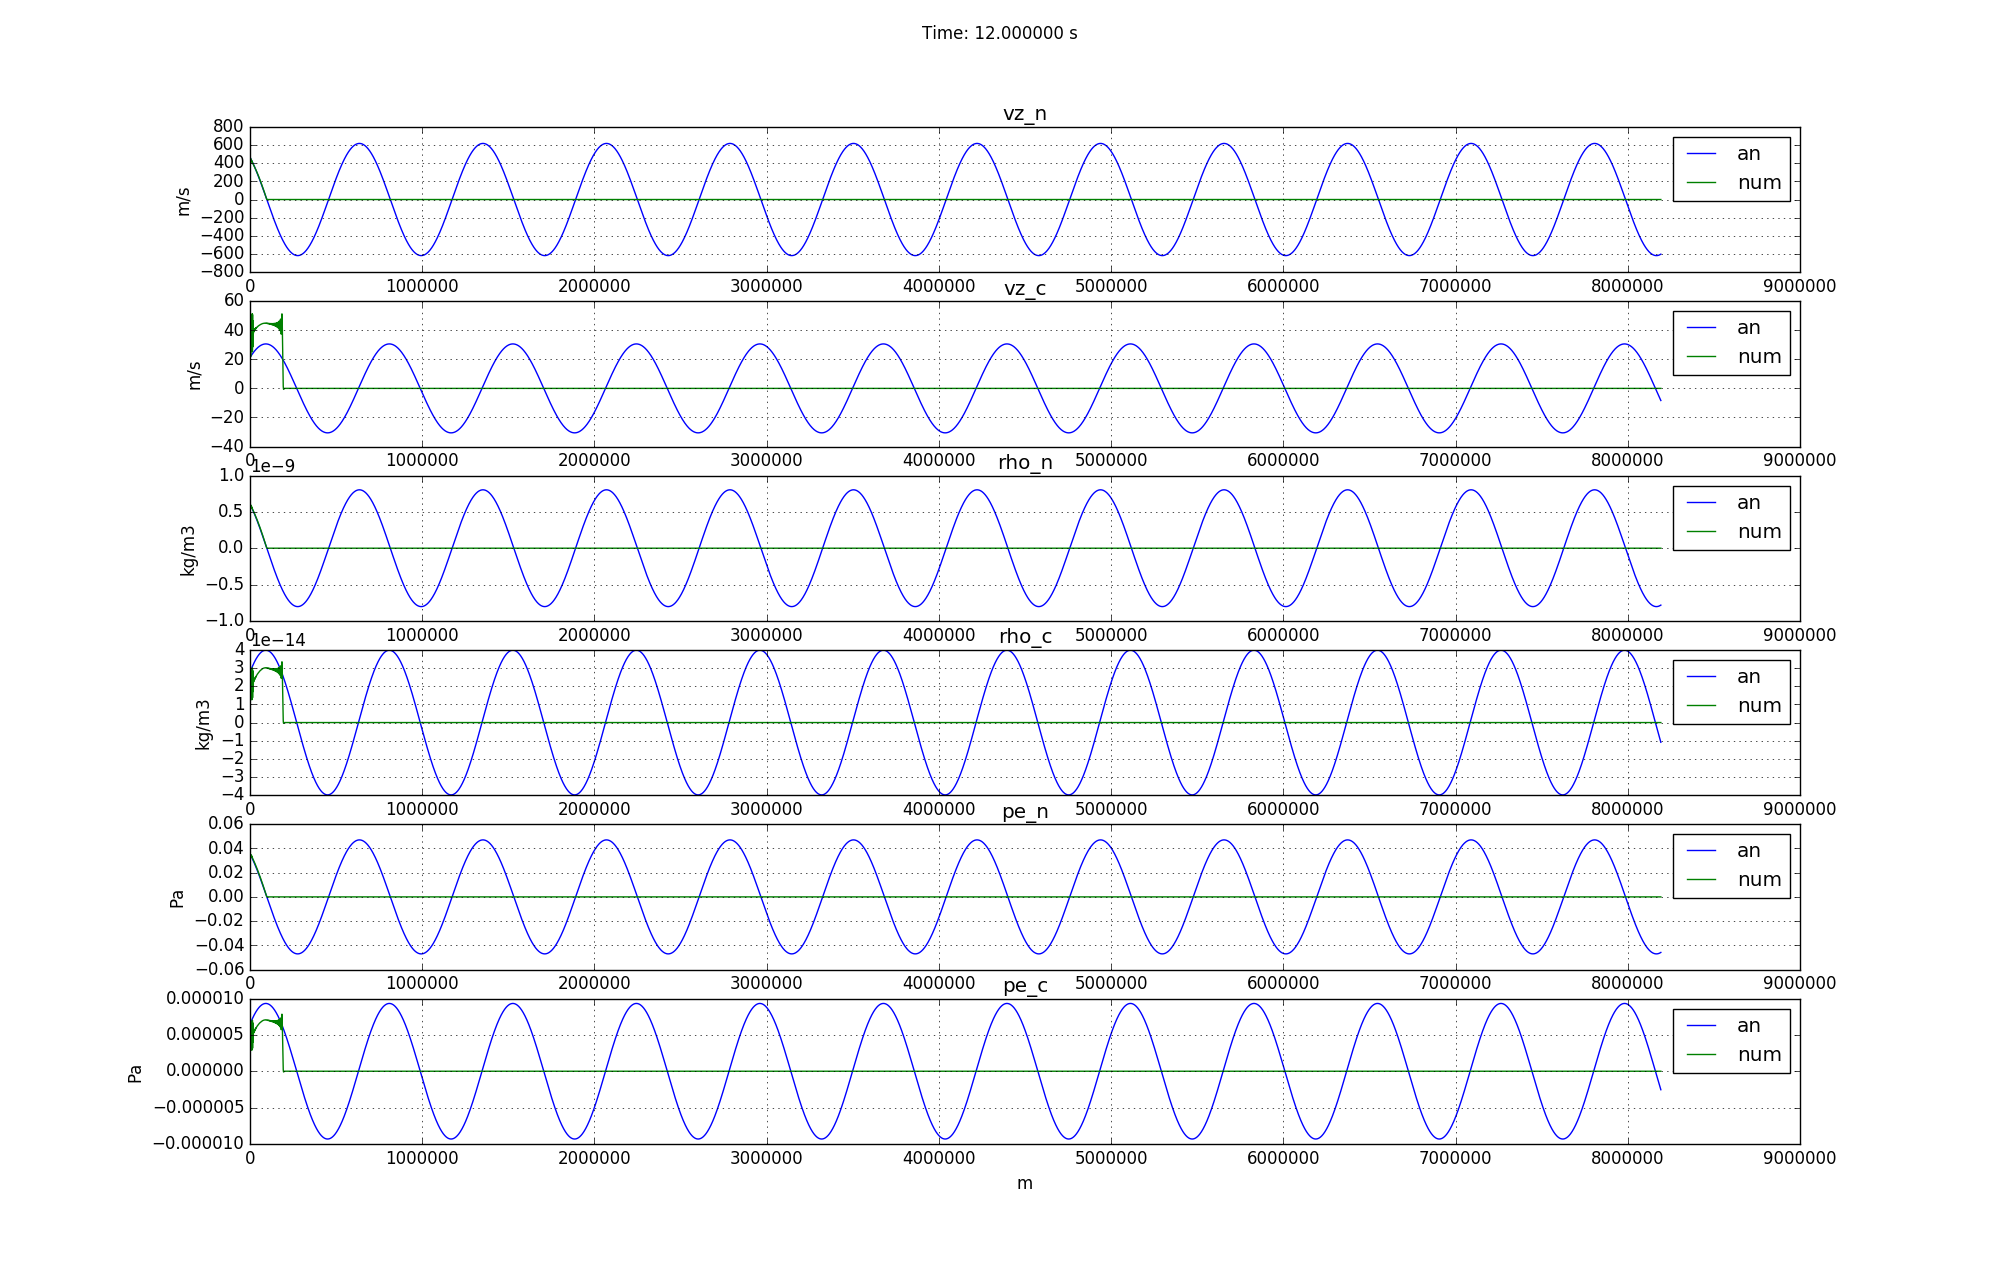 Time: 12.000000 s
vz_n
800
600
400
200
0
−200
−400
−600
−800
m/s
an
num
0 1000000 2000000 3000000 4000000 5000000 6000000 7000000 8000000 9000000
vz_c
60
40
20
0
−20
−40
m/s
an
num
0 1000000 2000000 3000000 4000000 5000000 6000000 7000000 8000000 9000000
1e−9
rho_n
1.0
0.5
0.0
−0.5
−1.0
kg/m3
an
num
0 1000000 2000000 3000000 4000000 5000000 6000000 7000000 8000000 9000000
1e−14
rho_c
4
3
2
1
0
−1
−2
−3
−4
kg/m3
an
num
0 1000000 2000000 3000000 4000000 5000000 6000000 7000000 8000000 9000000
pe_n
0.06
0.04
0.02
0.00
−0.02
−0.04
−0.06
Pa
an
num
0 1000000 2000000 3000000 4000000 5000000 6000000 7000000 8000000 9000000
pe_c
0.000010
0.000005
0.000000
−0.000005
−0.000010
Pa
an
num
0 1000000 2000000 3000000 4000000 5000000 6000000 7000000 8000000 9000000
m